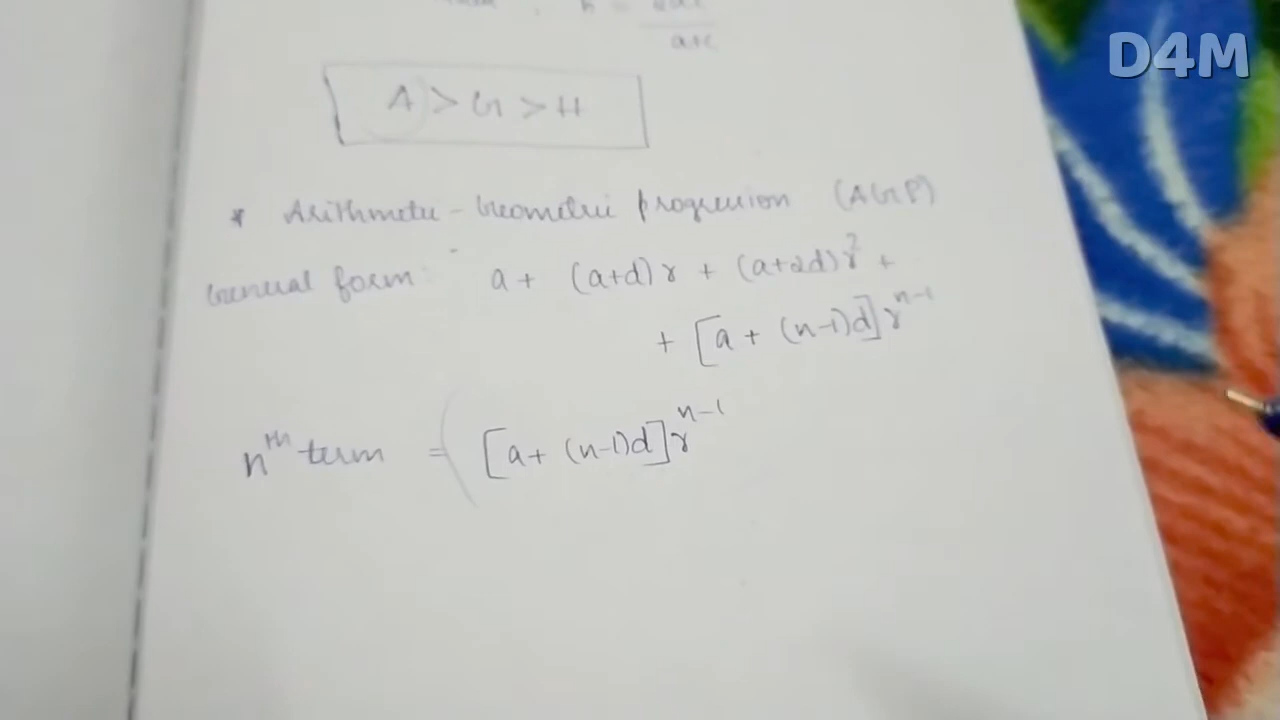 D4M
A > G > H
* Arithmetic - Geometric progression (AGP)
General form: a + (a+d)r + (a+2d)r² +
+ [a + (n-1)d]r^(n-1)
n^th term = [a + (n-1)d]r^(n-1)